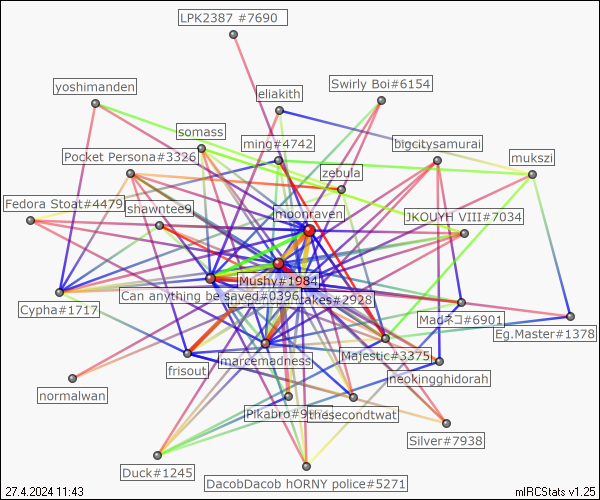 LPK2387 #7690
yoshimanden
eliakith
Swirly Boi#6154
somass
ming#4742
bigcitysamurai
Pocket Persona#3326
zebula
mukszi
Fedora Stoat#4479
shawntee9
moonraven
JKOUYH VIII#7034
Mushy#1984
Can anything be saved#0396
cakes#2928
Cypha#1717
Madネコ#6901
Eg.Master#1378
frisout
marcemadness
Majestic#3375
neokingghidorah
normalwan
Pikabro#9
thesecondtwat
Silver#7938
Duck#1245
DacobDacob hORNY police#5271
27.4.2024 11:43
mIRCStats v1.25